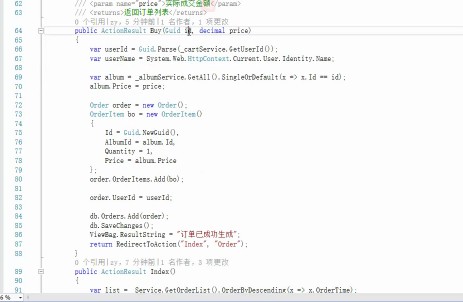 62 /// <param name="price">实际成交金额</param>
63 /// <returns>返回订单列表</returns>
0 个引用|zy，5 分钟前|1 名作者，1 项更改
64 public ActionResult Buy(Guid id, decimal price)
65 {
66 var userId = Guid.Parse(_cartService.GetUserId());
67 var userName = System.Web.HttpContext.Current.User.Identity.Name;
68
69 var album = _albumService.GetAll().SingleOrDefault(x => x.Id == id);
70 album.Price = price;
71
72 Order order = new Order();
73 OrderItem bo = new OrderItem()
74 {
75 Id = Guid.NewGuid(),
76 AlbumId = album.Id,
77 Quantity = 1,
78 Price = album.Price
79 };
80 order.OrderItems.Add(bo);
81
82 order.UserId = userId;
83
84 db.Orders.Add(order);
85 db.SaveChanges();
86 ViewBag.ResultString = "订单已成功生成";
87 return RedirectToAction("Index", "Order");
88 }
0 个引用|zy，7 分钟前|1 名作者，3 项更改
89 public ActionResult Index()
90 {
91 var list = _Service.GetOrderList().OrderByDescending(x => x.OrderTime);
6 %